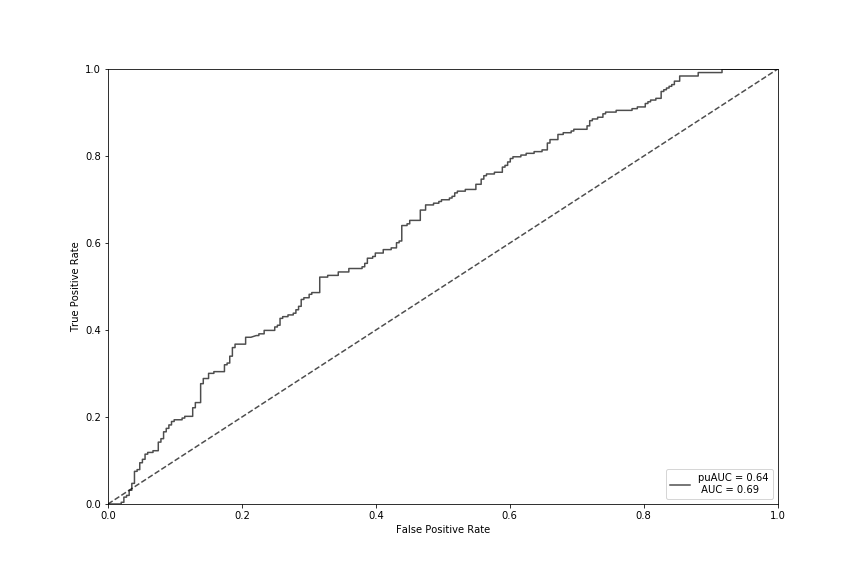 1.0
0.8
0.6
0.4
0.2
0.0
True Positive Rate
0.0 0.2 0.4 0.6 0.8 1.0
False Positive Rate
puAUC = 0.64
AUC = 0.69